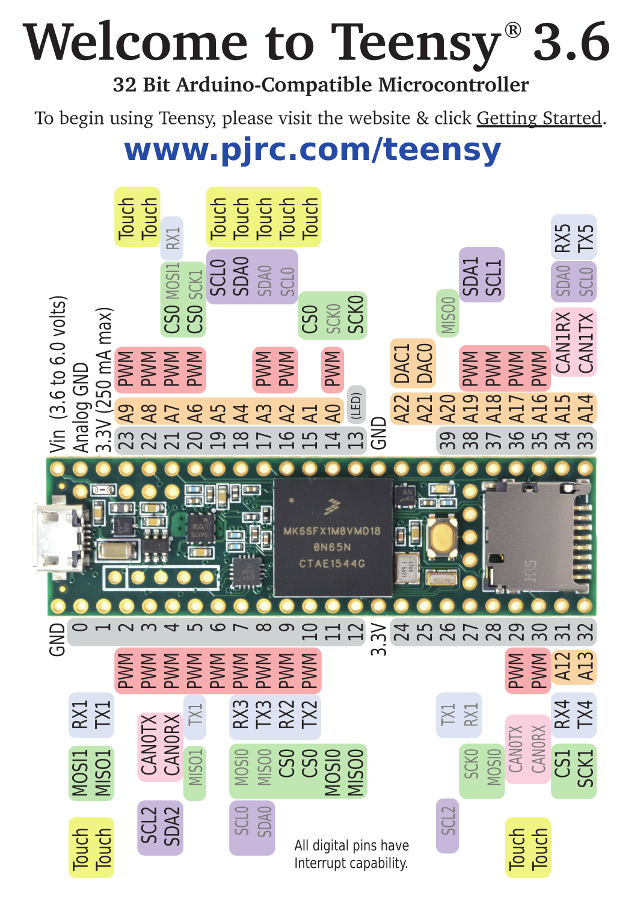 Welcome to Teensy® 3.6
32 Bit Arduino-Compatible Microcontroller
To begin using Teensy, please visit the website & click Getting Started.
www.pjrc.com/teensy
Vin (3.6 to 6.0 volts)
Analog GND
3.3V (250 mA max)
23 A9 PWM Touch
22 A8 PWM Touch
21 A7 PWM CS0 MOSI1 RX1
20 A6 PWM CS0 SCK1
19 A5 SCL0 Touch
18 A4 SDA0 Touch
17 A3 PWM SDA0 Touch
16 A2 PWM SCL0 Touch
15 A1 CS0 Touch
14 A0 PWM SCK0
13 (LED) SCK0
GND
A22 DAC1
A21 DAC0
39 A20 MISO0
38 A19 PWM SDA1
37 A18 PWM SCL1
36 A17 PWM
35 A16 PWM
34 A15 CAN1RX SDA0 RX5
33 A14 CAN1TX SCL0 TX5
MK66FX1M0VMD18
0N65N
CTAE1544G
GND
0 RX1 MOSI1 Touch
1 TX1 MISO1 Touch
2 PWM
3 PWM CAN0TX SCL2
4 PWM CAN0RX SDA2
5 PWM TX1 MISO1
6 PWM
7 PWM RX3 MOSI0 SCL0
8 PWM TX3 MISO0 SDA0
9 PWM RX2 CS0
10 PWM TX2 CS0
11 MOSI0
12 MISO0
3.3V
24
25
26 TX1 SCL2
27 RX1 SCK0
28 MOSI0
29 PWM CAN0TX Touch
30 PWM CAN0RX Touch
31 A12 RX4 CS1
32 A13 TX4 SCK1
All digital pins have
Interrupt capability.